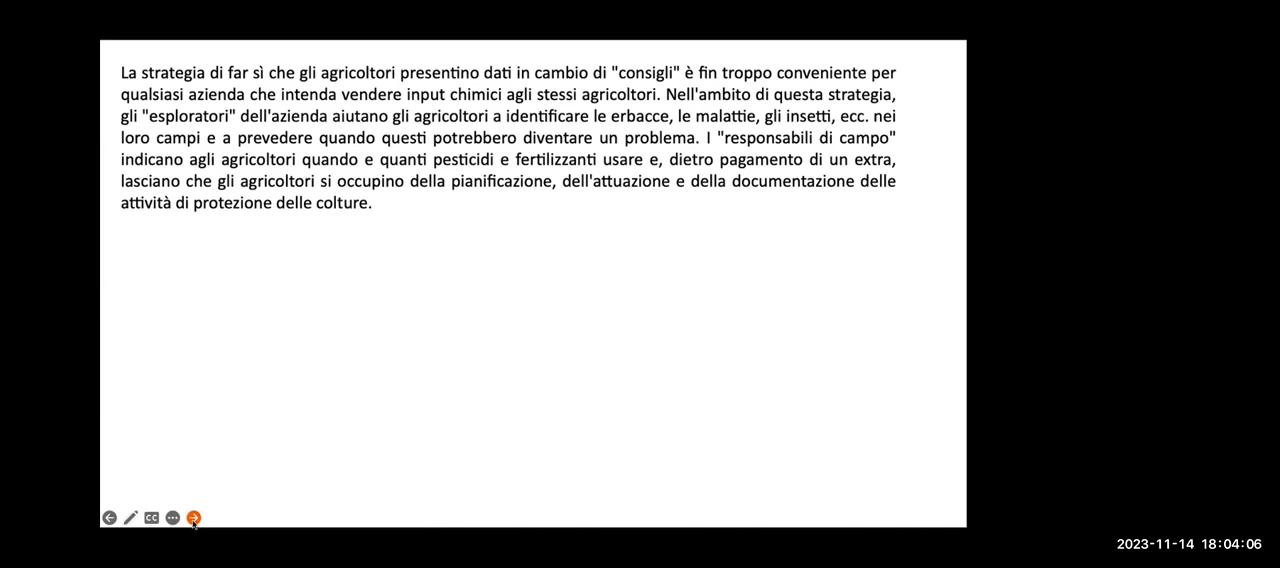 La strategia di far sì che gli agricoltori presentino dati in cambio di "consigli" è fin troppo conveniente per
qualsiasi azienda che intenda vendere input chimici agli stessi agricoltori. Nell'ambito di questa strategia,
gli "esploratori" dell'azienda aiutano gli agricoltori a identificare le erbacce, le malattie, gli insetti, ecc. nei
loro campi e a prevedere quando questi potrebbero diventare un problema. I "responsabili di campo"
indicano agli agricoltori quando e quanti pesticidi e fertilizzanti usare e, dietro pagamento di un extra,
lasciano che gli agricoltori si occupino della pianificazione, dell'attuazione e della documentazione delle
attività di protezione delle colture.
CC
2023-11-14 18:04:06